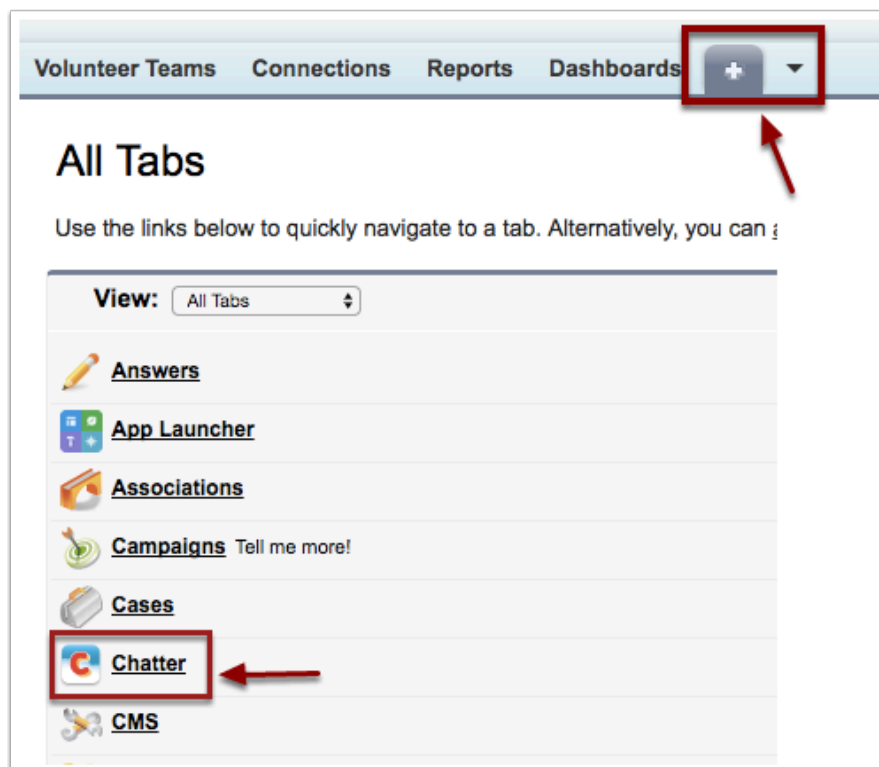 Volunteer Teams Connections Reports Dashboards
All Tabs
Use the links below to quickly navigate to a tab. Alternatively, you can
View: All Tabs
Answers
App Launcher
Associations
Campaigns Tell me more!
Cases
C Chatter
CMS